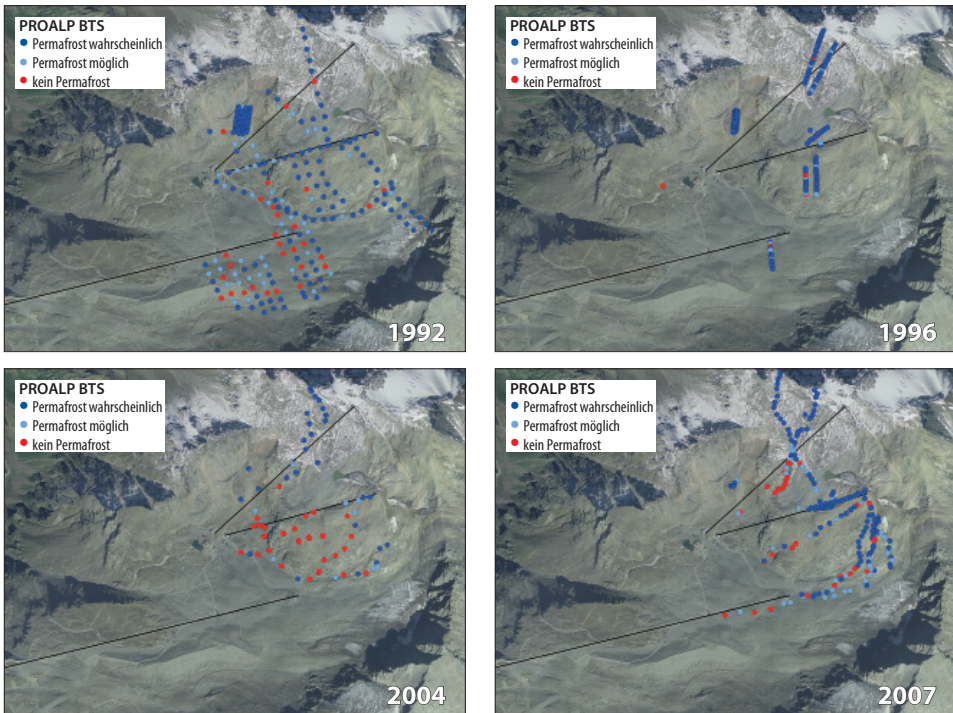 PROALP BTS
Permafrost wahrscheinlich
Permafrost möglich
kein Permafrost
1992
PROALP BTS
Permafrost wahrscheinlich
Permafrost möglich
kein Permafrost
1996
PROALP BTS
Permafrost wahrscheinlich
Permafrost möglich
kein Permafrost
2004
PROALP BTS
Permafrost wahrscheinlich
Permafrost möglich
kein Permafrost
2007